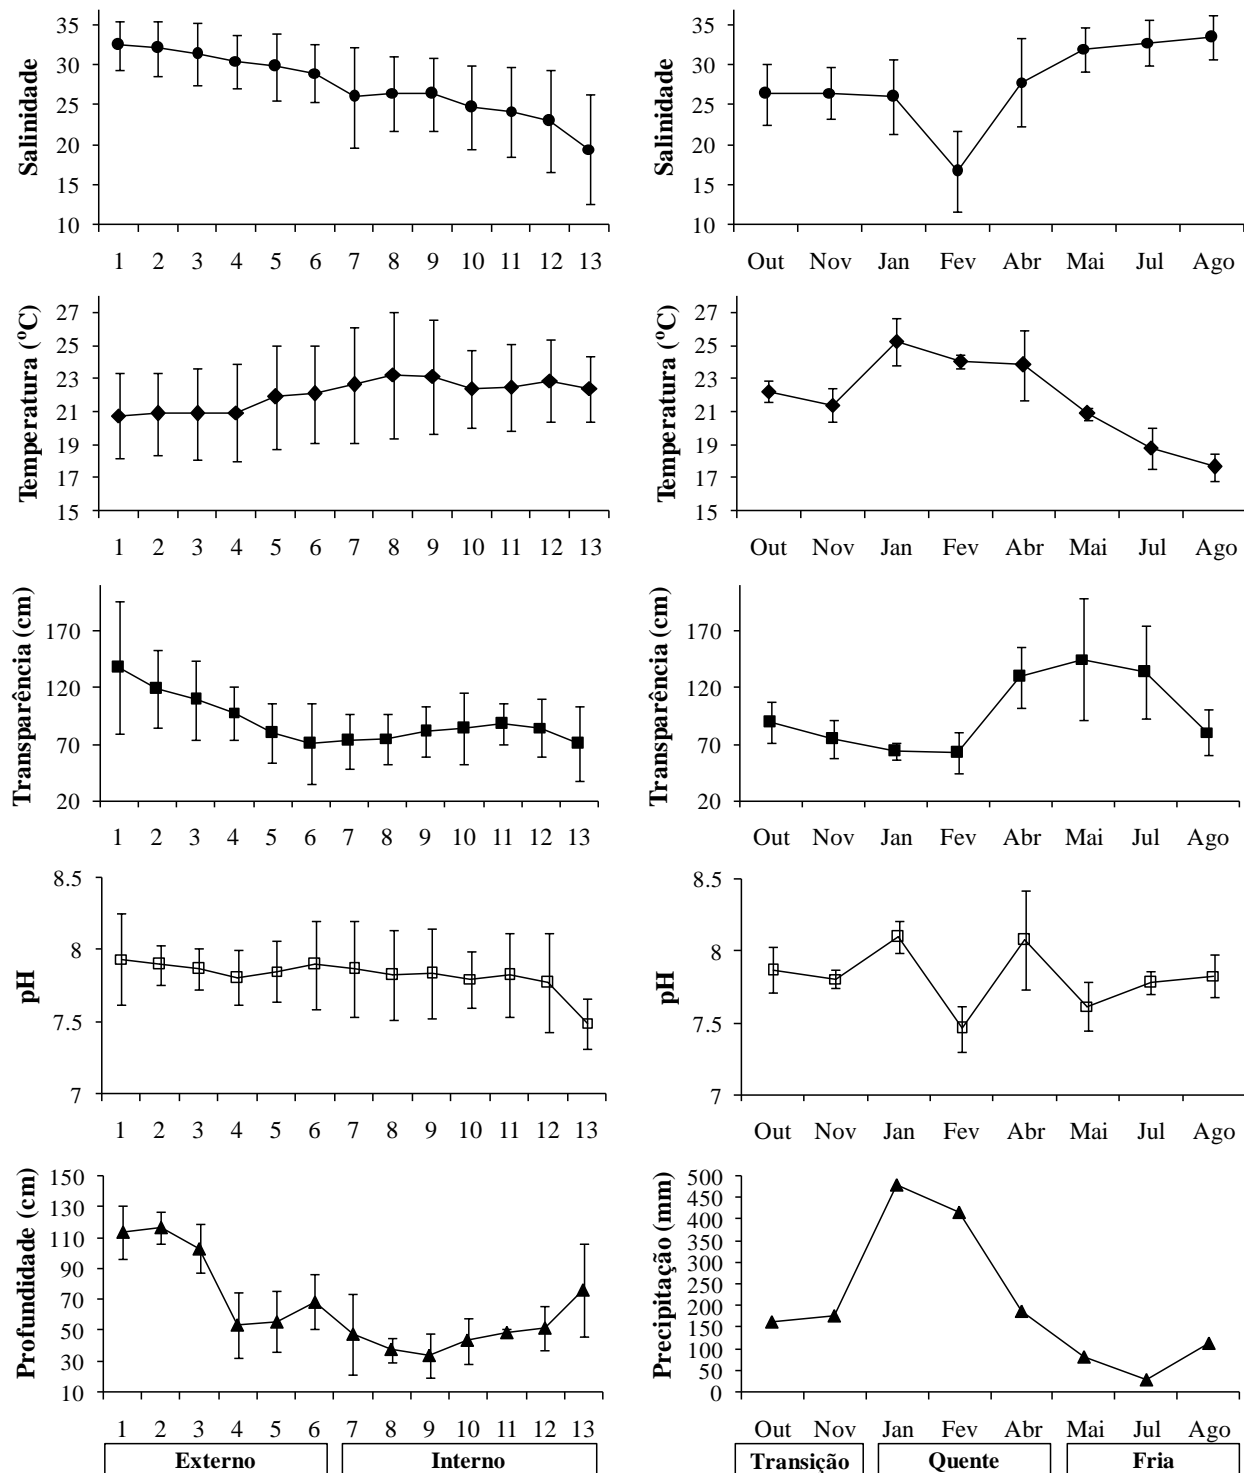 Salinidade
35
30
25
20
15
10
1 2 3 4 5 6 7 8 9 10 11 12 13
Salinidade
35
30
25
20
15
10
Out Nov Jan Fev Abr Mai Jul Ago
Temperatura (ºC)
27
25
23
21
19
17
15
1 2 3 4 5 6 7 8 9 10 11 12 13
Temperatura (ºC)
27
25
23
21
19
17
15
Out Nov Jan Fev Abr Mai Jul Ago
Transparência (cm)
170
120
70
20
1 2 3 4 5 6 7 8 9 10 11 12 13
Transparência (cm)
170
120
70
20
Out Nov Jan Fev Abr Mai Jul Ago
pH
8.5
8
7.5
7
1 2 3 4 5 6 7 8 9 10 11 12 13
pH
8.5
8
7.5
7
Out Nov Jan Fev Abr Mai Jul Ago
Profundidade (cm)
150
130
110
90
70
50
30
10
1 2 3 4 5 6 7 8 9 10 11 12 13
Externo Interno
Precipitação (mm)
500
450
400
350
300
250
200
150
100
50
0
Out Nov Jan Fev Abr Mai Jul Ago
Transição Quente Fria